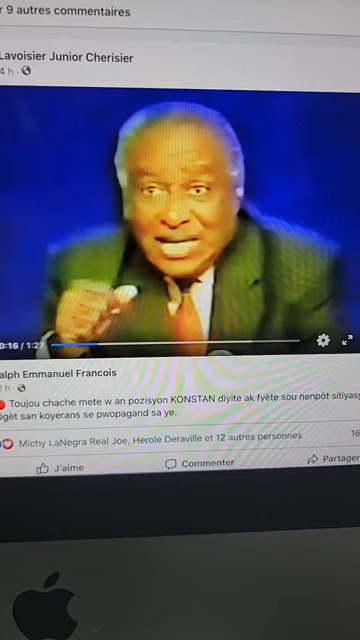 r 9 autres commentaires
Lavoisier Junior Cherisier
4 h ·
0:16 / 1:27
alph Emmanuel Francois
2 h ·
Toujou chache mete w an pozisyon KONSTAN diyite ak fyète sou nenpòt sitiyasy
ògèt san koyerans se pwopagand sa ye.
Michy LaNegra Real Joe, Herole Deraville et 12 autres personnes
16
J'aime
Commenter
Partager